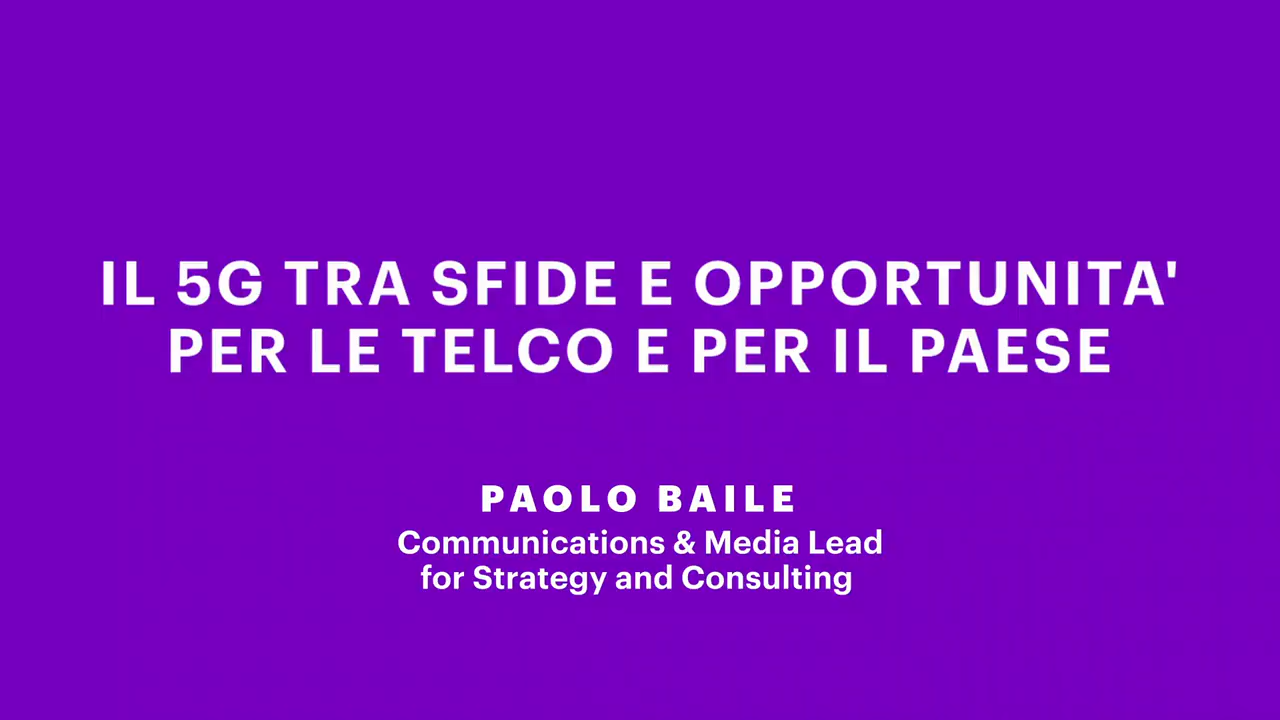 IL 5G TRA SFIDE E OPPORTUNITA'
PER LE TELCO E PER IL PAESE
PAOLO BAILE
Communications & Media Lead
for Strategy and Consulting